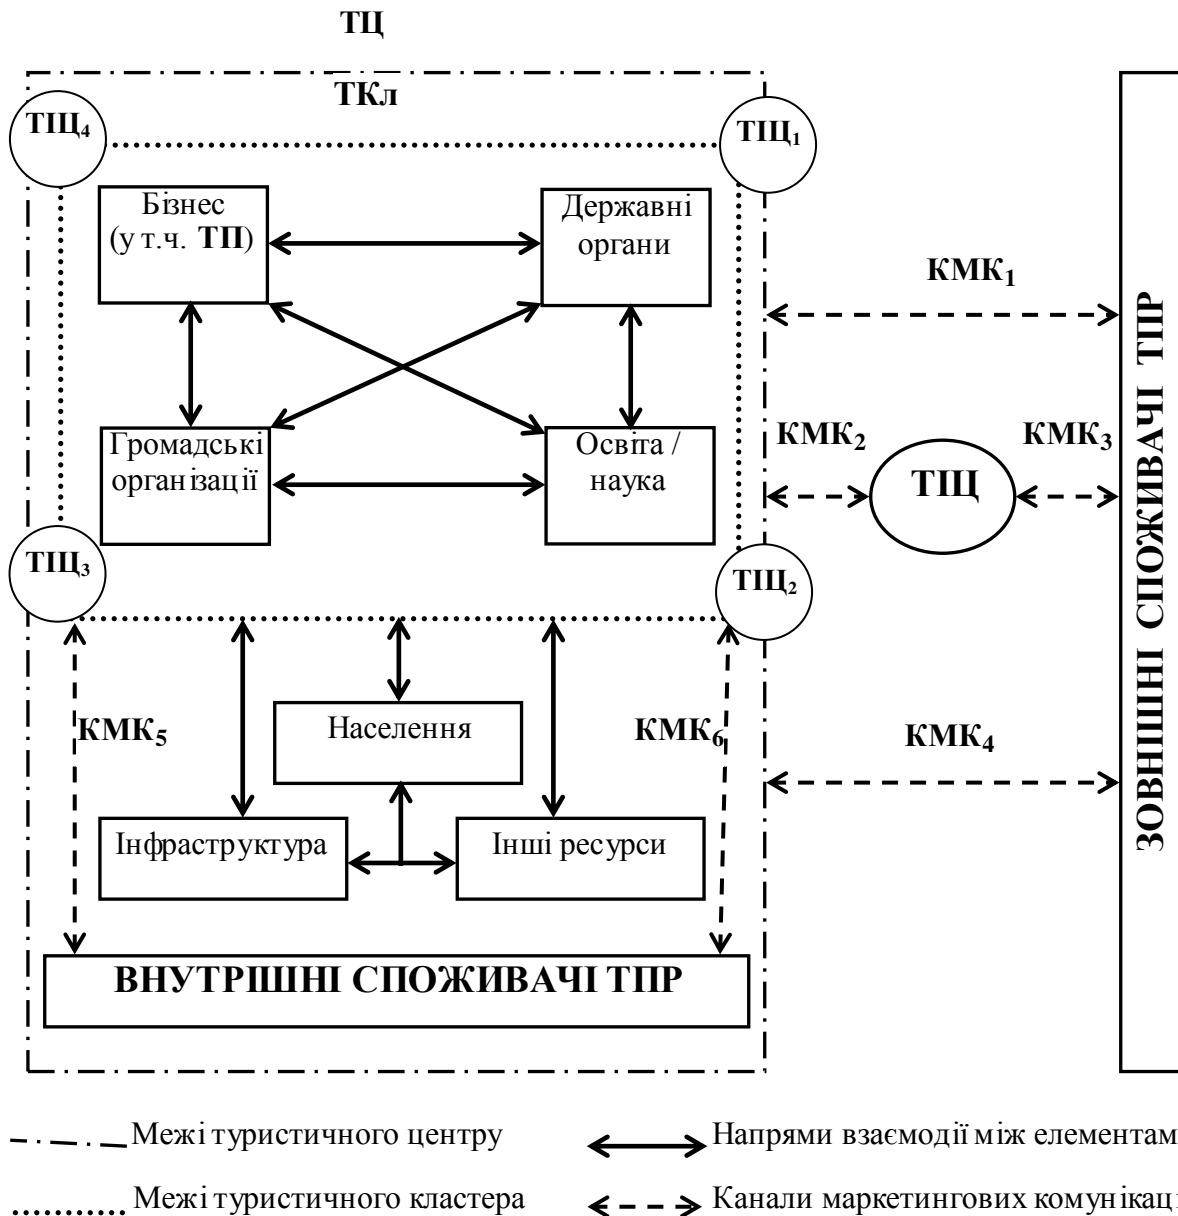 ТЦ
ТКл
ТІЦ4
ТІЦ1
Бізнес
(у т.ч. ТП)
Державні
органи
КМК1
Громадські
організації
Освіта /
наука
КМК2
КМК3
ТІЦ
ТІЦ3
ТІЦ2
Населення
КМК5
КМК6
КМК4
Інфраструктура
Інші ресурси
ВНУТРІШНІ СПОЖИВАЧІ ТПР
ЗОВНІШНІ СПОЖИВАЧІ ТПР
Межі туристичного центру
Напрями взаємодії між елементам
Межі туристичного кластера
Канали маркетингових комунікац